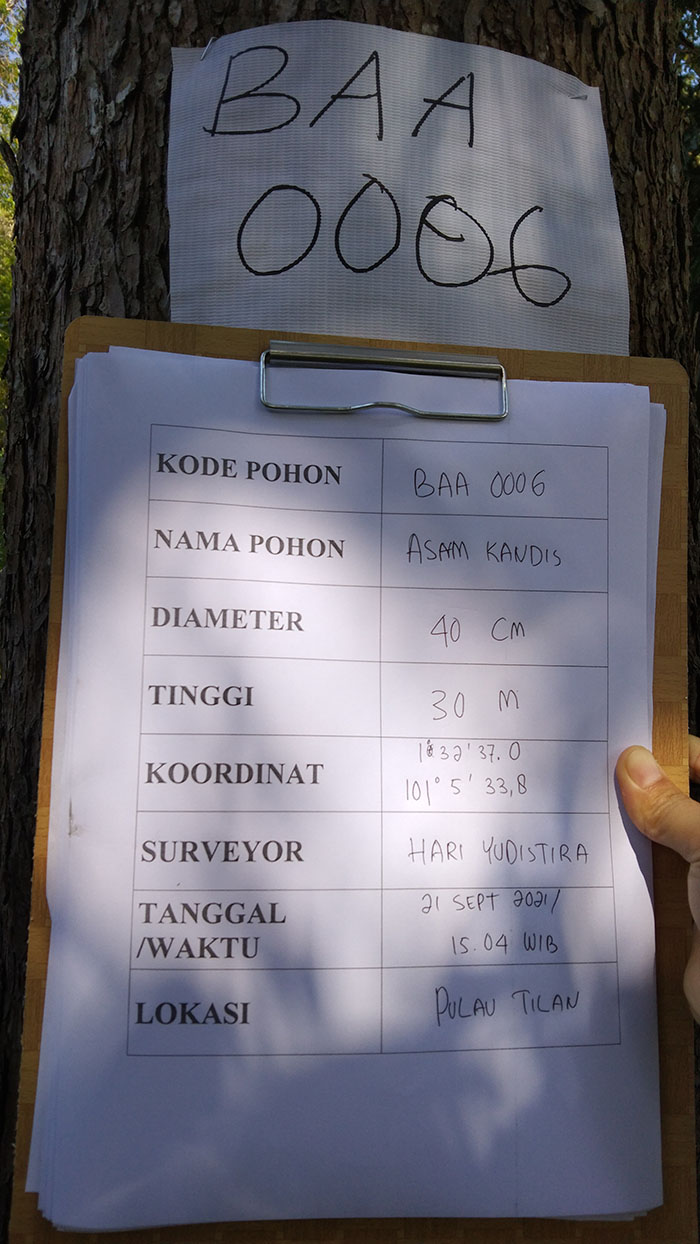 BAA
0006
KODE POHON BAA 0006
NAMA POHON ASAM KANDIS
DIAMETER 40 CM
TINGGI 30 M
KOORDINAT 1°32'37.0
101°5'33,8
SURVEYOR HARI YUDISTIRA
TANGGAL 21 SEPT 2021/
/WAKTU 15.04 WIB
LOKASI PULAU TILAN